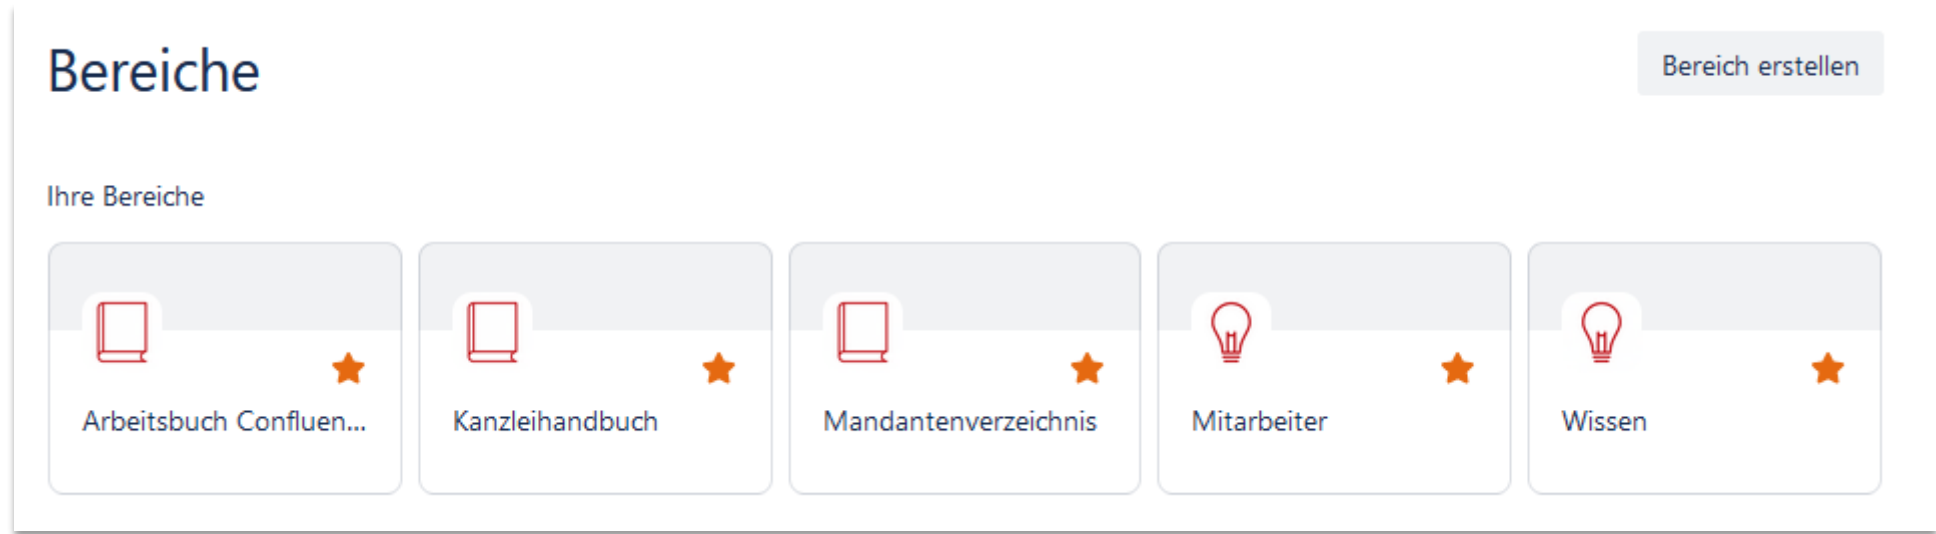 Bereiche
Bereich erstellen
Ihre Bereiche
Arbeitsbuch Confluen...
Kanzleihandbuch
Mandantenverzeichnis
Mitarbeiter
Wissen